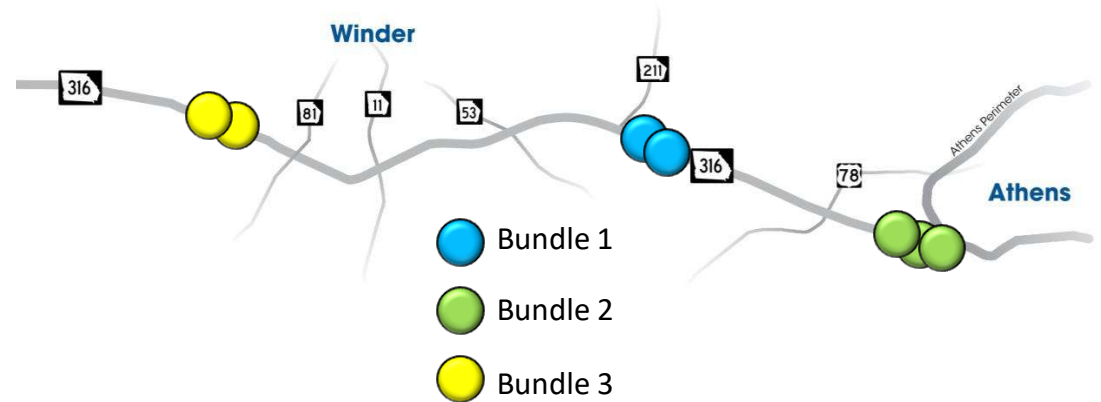 Winder
316
81
11
53
211
316
78
Athens Perimeter
Athens
Bundle 1
Bundle 2
Bundle 3